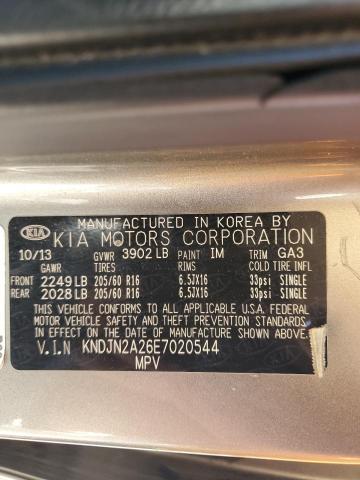 MANUFACTURED IN KOREA BY
KIA KIA MOTORS CORPORATION
10/13 GVWR 3902 LB PAINT IM TRIM GA3
GAWR TIRES RIMS COLD TIRE INFL
FRONT 2249 LB 205/60 R16 6.5JX16 33psi SINGLE
REAR 2028 LB 205/60 R16 6.5JX16 33psi SINGLE
THIS VEHICLE CONFORMS TO ALL APPLICABLE U.S.A. FEDERAL
MOTOR VEHICLE SAFETY, BUMPER, AND THEFT PREVENTION
STANDARDS IN EFFECT ON THE DATE OF MANUFACTURE SHOWN ABOVE.
V.I.N KNDJN2A26E7020544
MPV